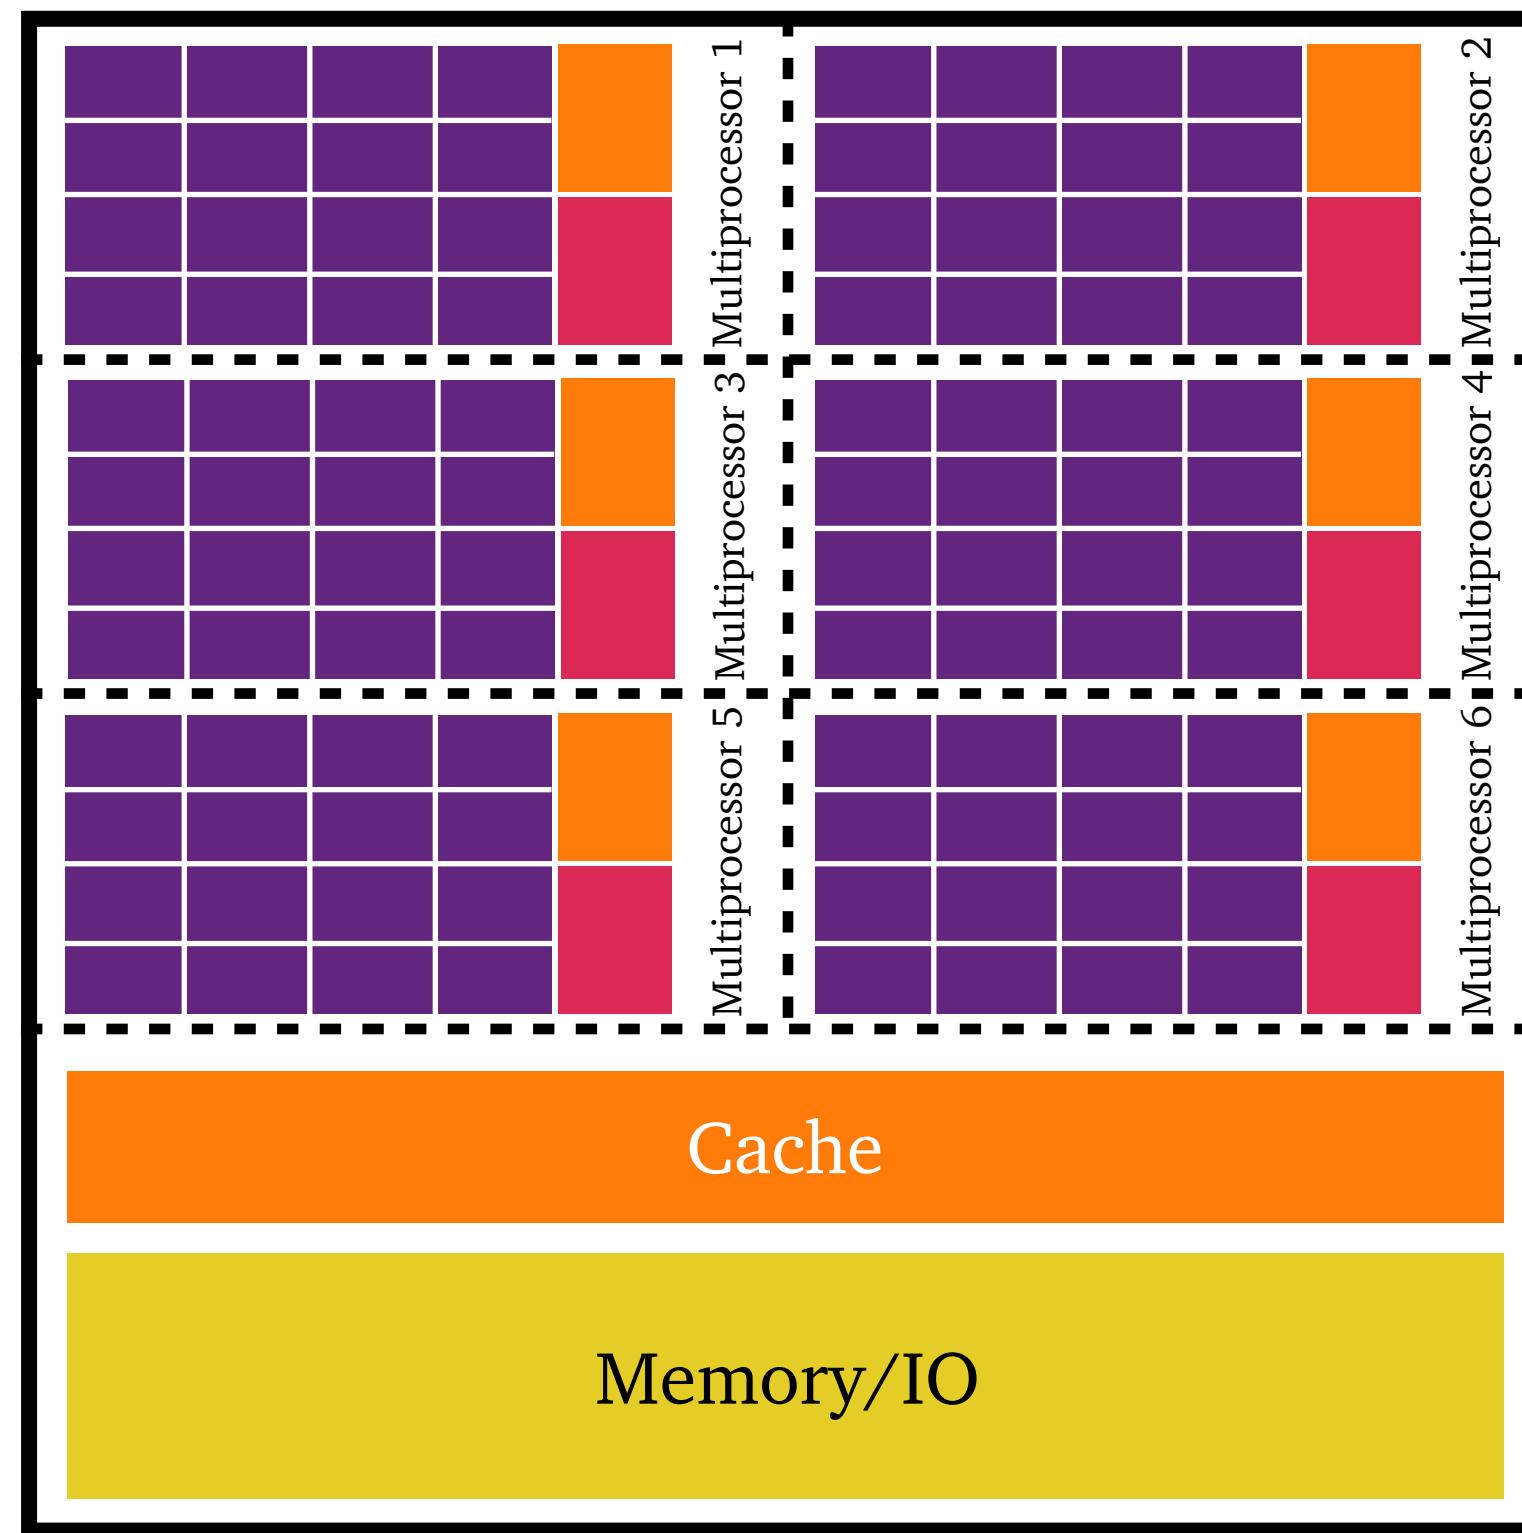 Multiprocessor 1
Multiprocessor 2
Multiprocessor 3
Multiprocessor 4
Multiprocessor 5
Multiprocessor 6
Cache
Memory/IO